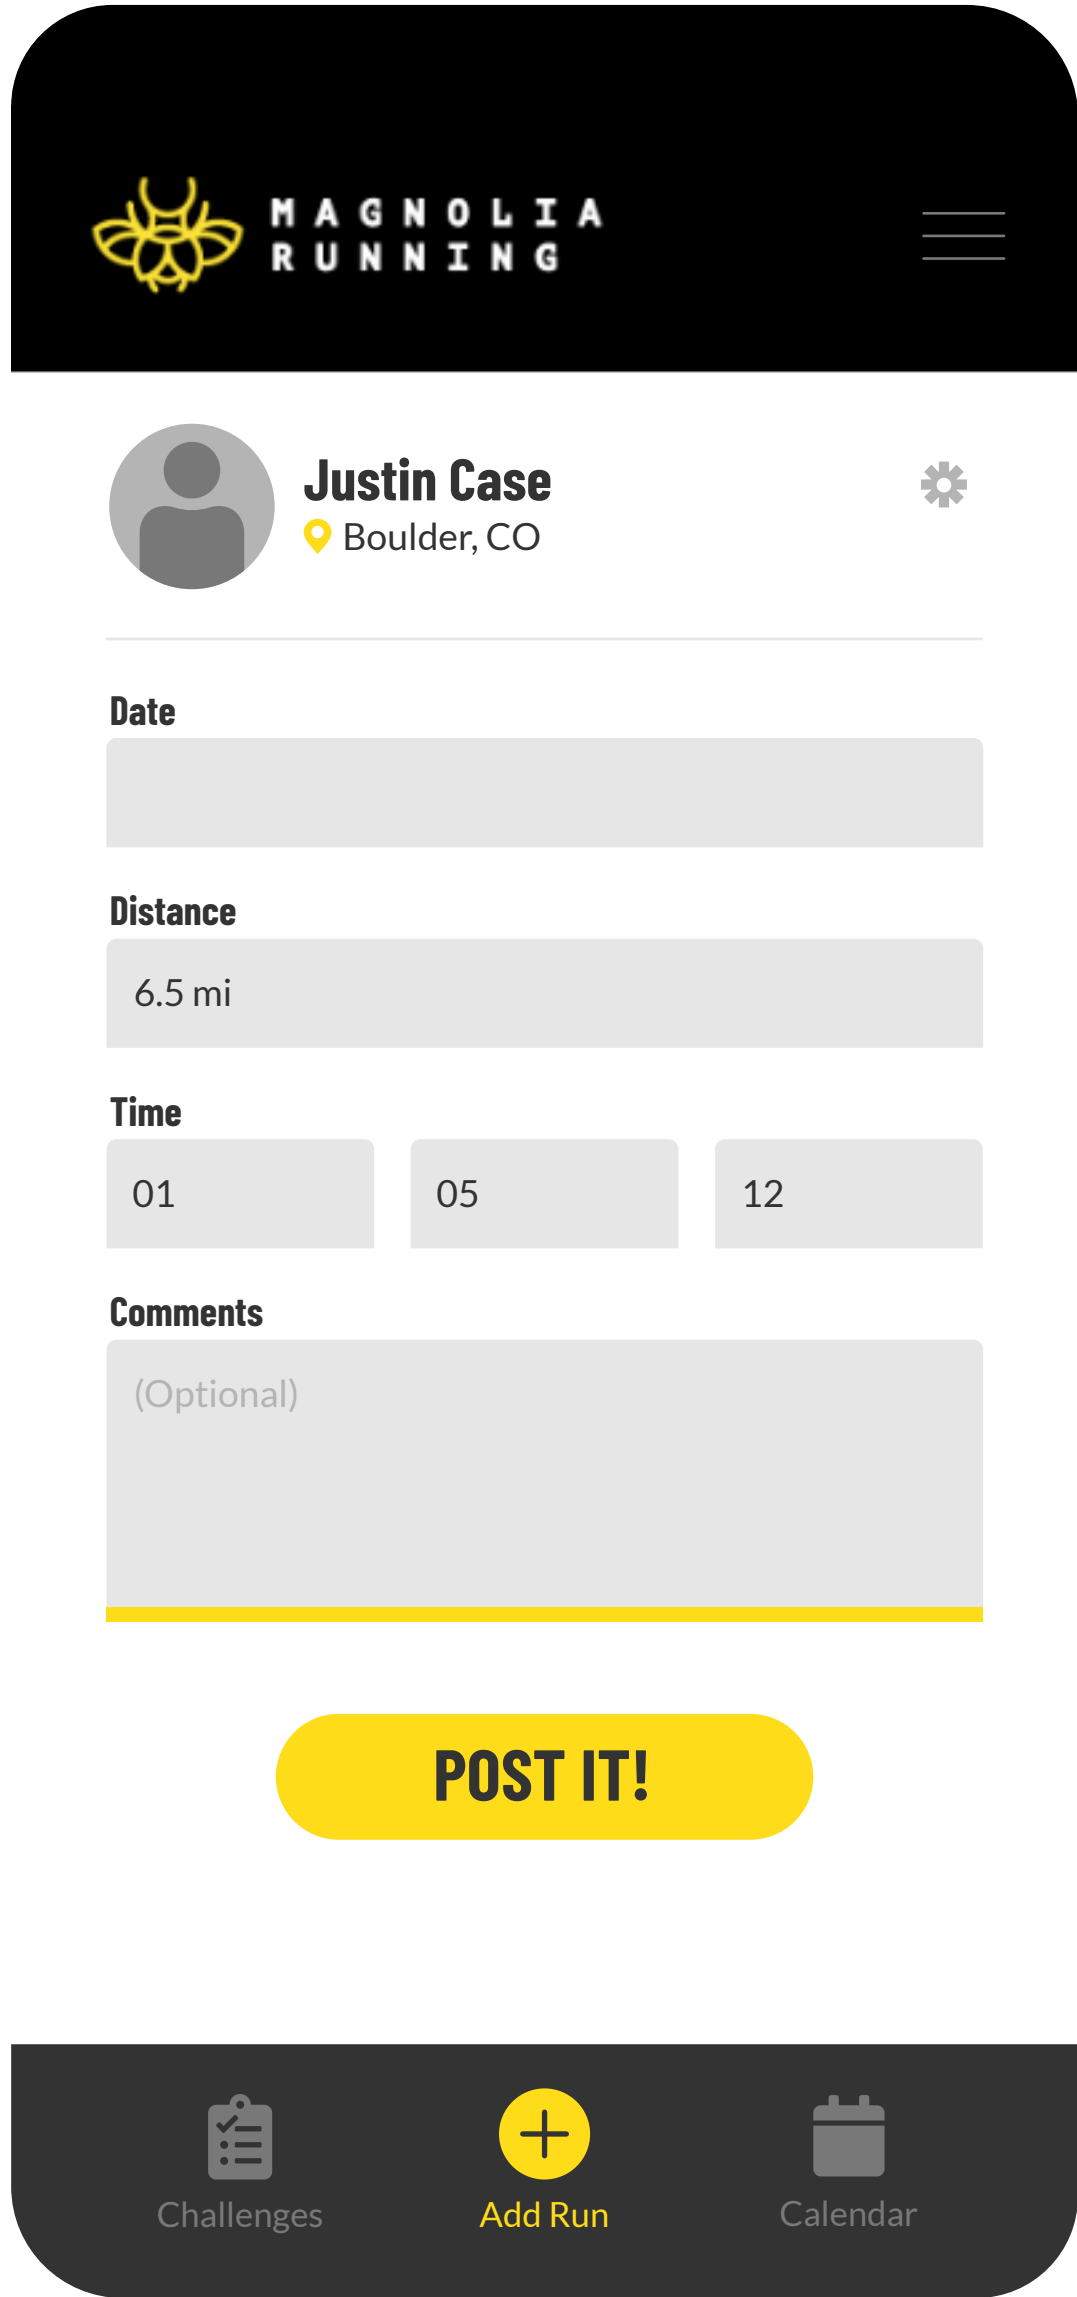 MAGNOLIA
RUNNING
Justin Case
Boulder, CO
Date
Distance
6.5 mi
Time
01 05 12
Comments
(Optional)
POST IT!
Challenges Add Run Calendar